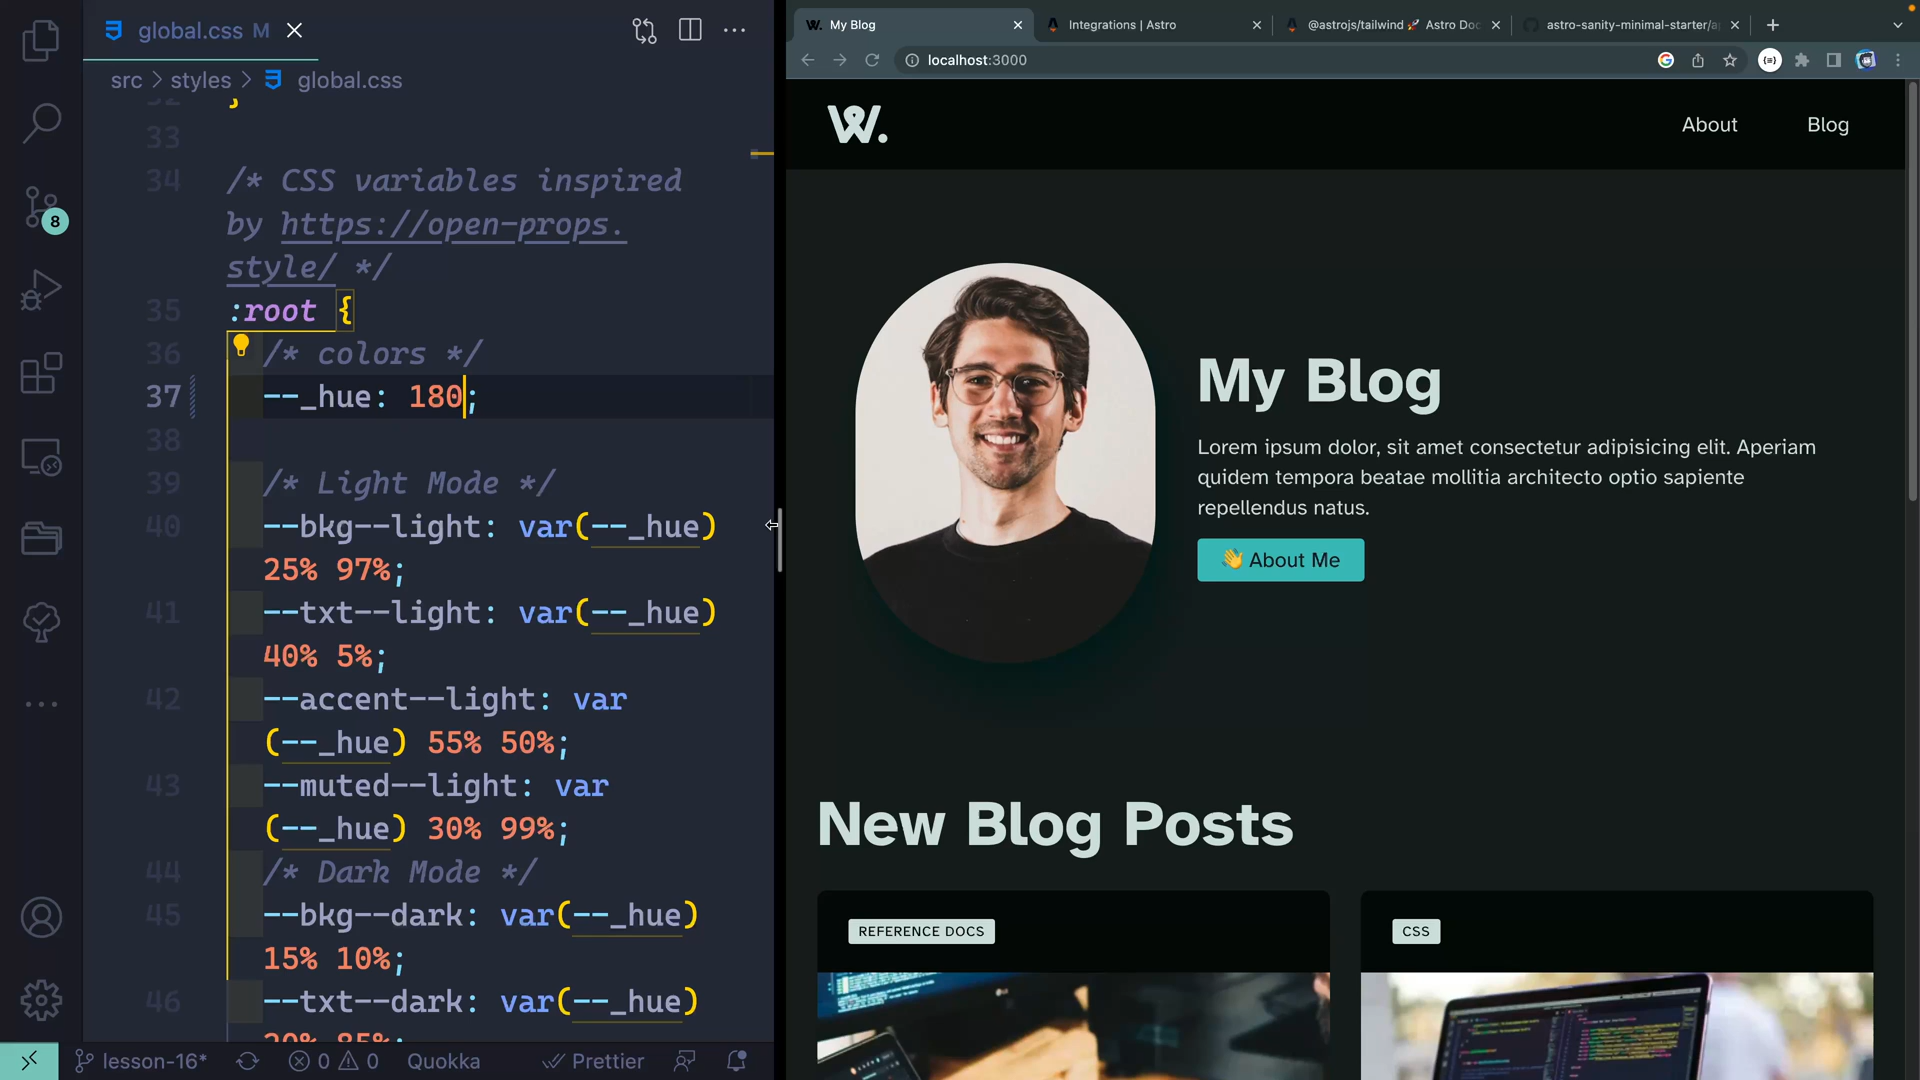 global.css M
src > styles > global.css
32 }
33
34 /* CSS variables inspired
by https://open-props.
style/ */
35 :root {
36 /* colors */
37 --_hue: 180;
38
39 /* Light Mode */
40 --bkg--light: var(--_hue)
25% 97%;
41 --txt--light: var(--_hue)
40% 5%;
42 --accent--light: var
(--_hue) 55% 50%;
43 --muted--light: var
(--_hue) 30% 99%;
44 /* Dark Mode */
45 --bkg--dark: var(--_hue)
15% 10%;
46 --txt--dark: var(--_hue)
20% 85%;
8
lesson-16* 0 0 Quokka Prettier
My Blog
Integrations | Astro
@astrojs/tailwind 🚀 Astro Doc
astro-sanity-minimal-starter/a
localhost:3000
W.
About
Blog
My Blog
Lorem ipsum dolor, sit amet consectetur adipisicing elit. Aperiam
quidem tempora beatae mollitia architecto optio sapiente
repellendus natus.
👋 About Me
New Blog Posts
REFERENCE DOCS
CSS